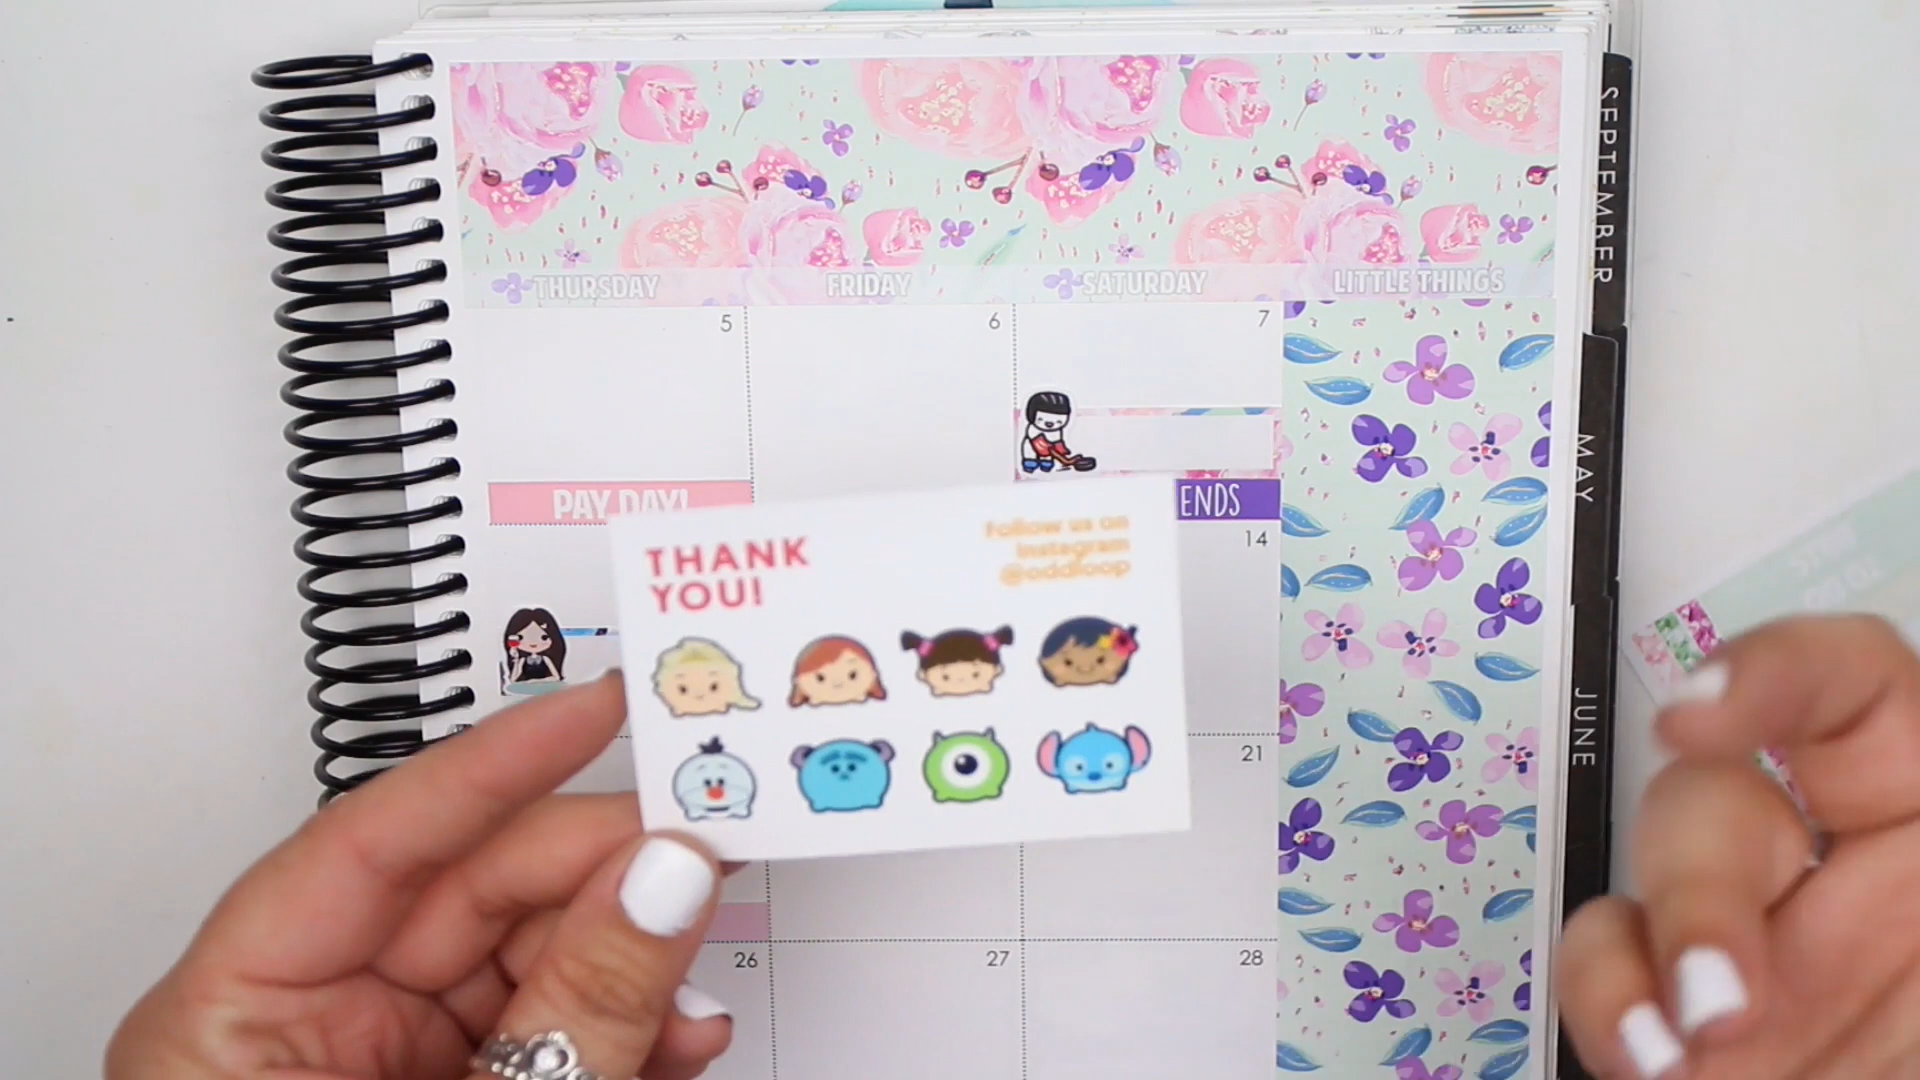 THURSDAY FRIDAY SATURDAY LITTLE THINGS
5 6 7
PAY DAY! ENDS
14
THANK
YOU!
Follow us on
Instagram
@oddloop
21
26 27 28
SEPTEMBER
MAY
JUNE